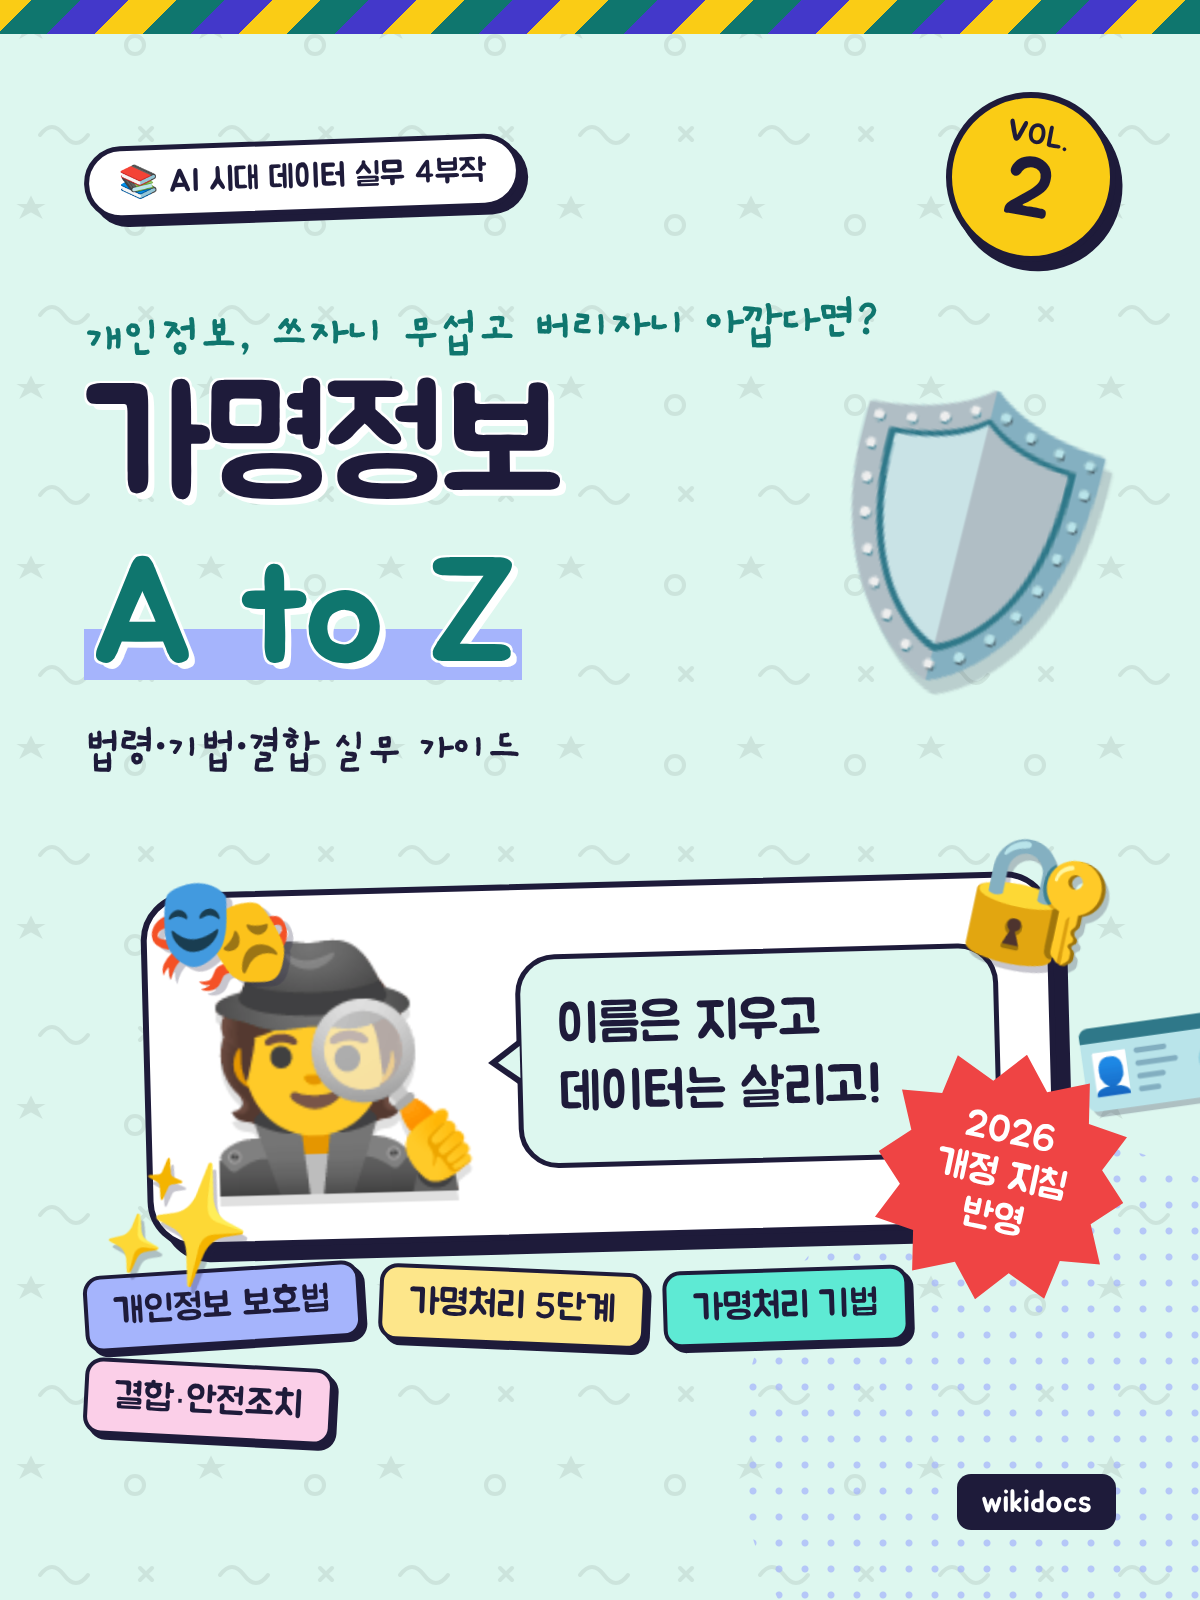 AI 시대 데이터 실무 4부작
VOL.
2
개인정보, 쓰자니 무섭고 버리자니 아깝다면?
가명정보
A to Z
법령·기법·결합 실무 가이드
이름은 지우고
데이터는 살리고!
2026
개정 지침
반영
개인정보 보호법
가명처리 5단계
가명처리 기법
결합·안전조치
wikidocs